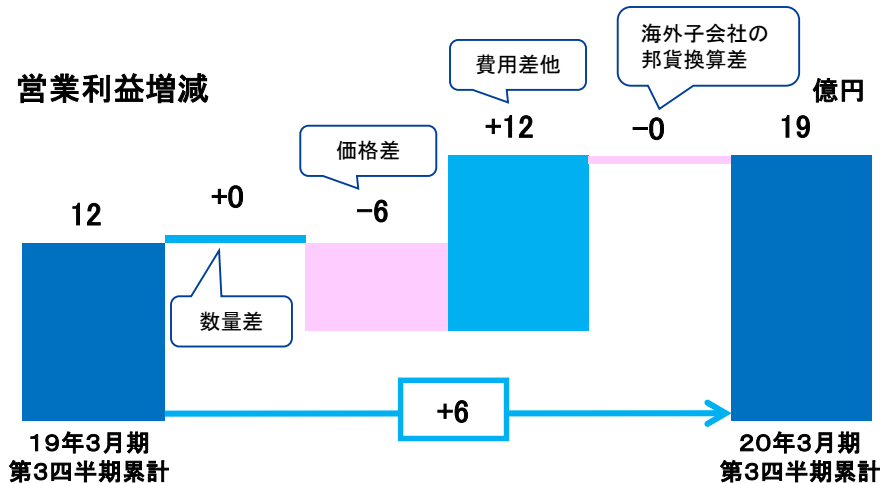 営業利益増減
億円
海外子会社の
邦貨換算差
費用差他
価格差
数量差
12
+0
−6
+12
−0
19
+6
19年3月期
第3四半期累計
20年3月期
第3四半期累計